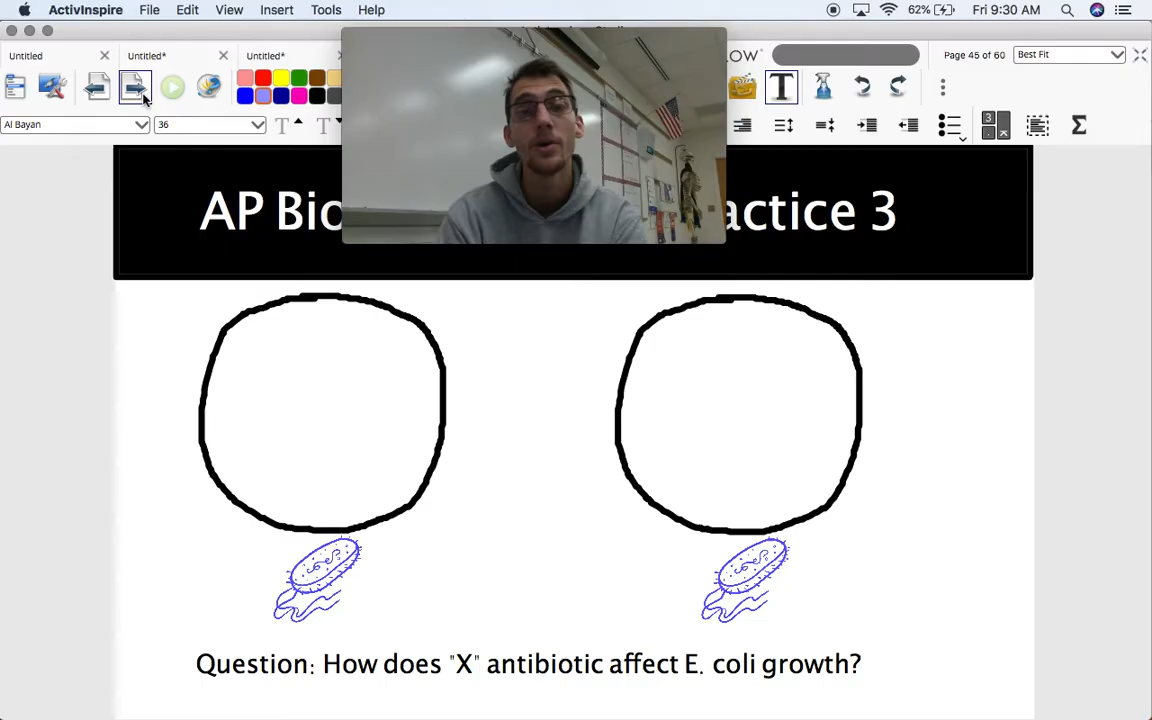 ActivInspire File Edit View Insert Tools Help 62% Fri 9:30 AM
Untitled Untitled* Untitled* Page 45 of 60 Best Fit
Al Bayan 36
AP Bio actice 3
Question: How does "X" antibiotic affect E. coli growth?